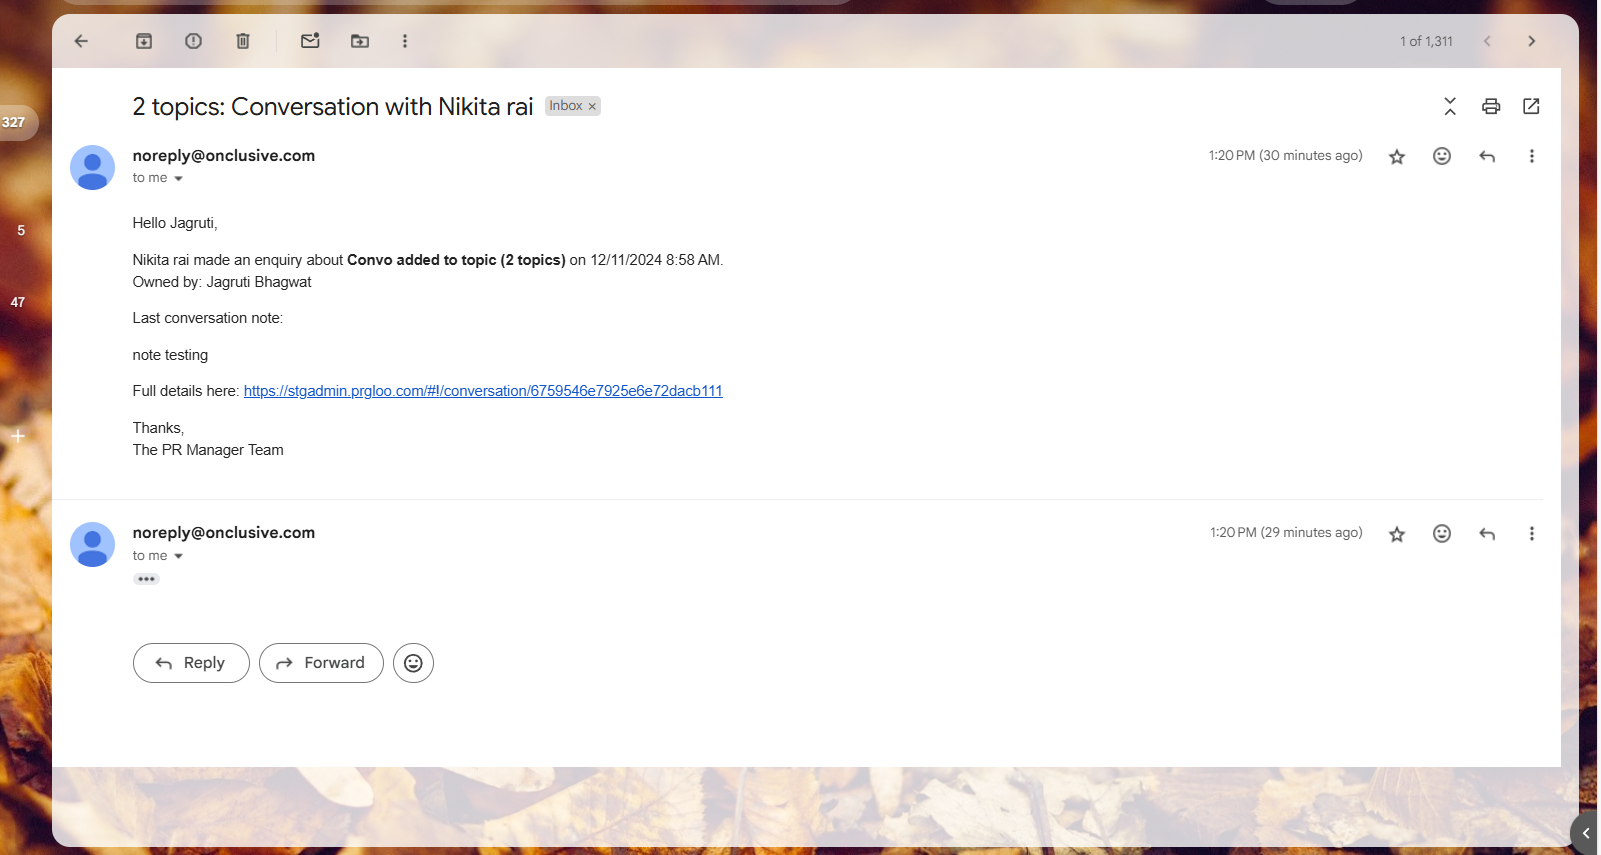 1 of 1,311
2 topics: Conversation with Nikita rai Inbox ×
327
noreply@onclusive.com 1:20 PM (30 minutes ago)
to me
Hello Jagruti,
5
Nikita rai made an enquiry about Convo added to topic (2 topics) on 12/11/2024 8:58 AM.
Owned by: Jagruti Bhagwat
47
Last conversation note:
note testing
Full details here: https://stgadmin.prgloo.com/#!/conversation/6759546e7925e6e72dacb111
Thanks,
The PR Manager Team
noreply@onclusive.com 1:20 PM (29 minutes ago)
to me
Reply Forward